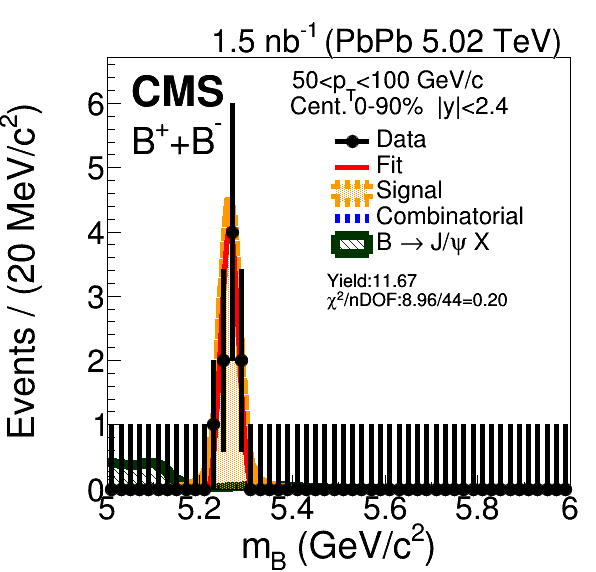 1.5 nb⁻¹ (PbPb 5.02 TeV)
CMS
B⁺+B⁻
50<p_T<100 GeV/c
Cent. 0-90% |y|<2.4
Data
Fit
Signal
Combinatorial
B → J/ψ X
Yield:11.67
χ²/nDOF:8.96/44=0.20
Events / (20 MeV/c²)
6
5
4
3
2
1
0
5 5.2 5.4 5.6 5.8 6
m_B (GeV/c²)